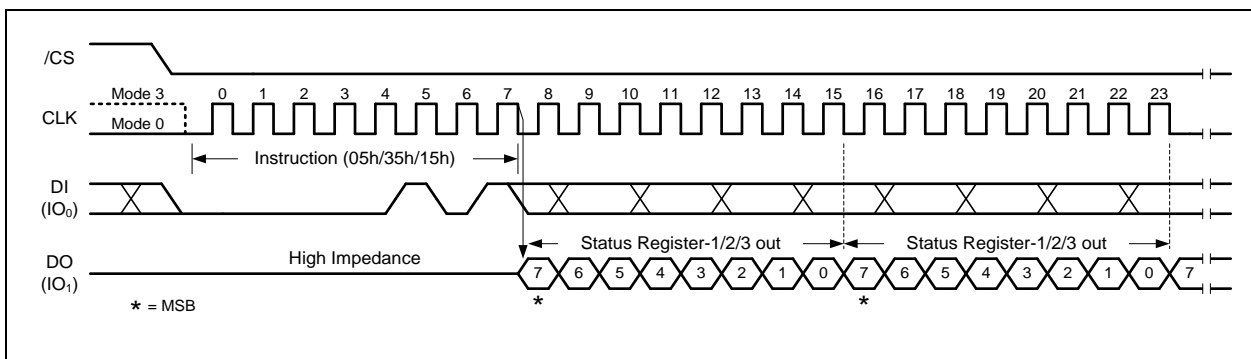 /CS
Mode 3
0 1 2 3 4 5 6 7 8 9 10 11 12 13 14 15 16 17 18 19 20 21 22 23
CLK
Mode 0
Instruction (05h/35h/15h)
DI
(IO₀)
Status Register-1/2/3 out Status Register-1/2/3 out
High Impedance
DO
(IO₁)
7 6 5 4 3 2 1 0 7 6 5 4 3 2 1 0 7
* *
* = MSB